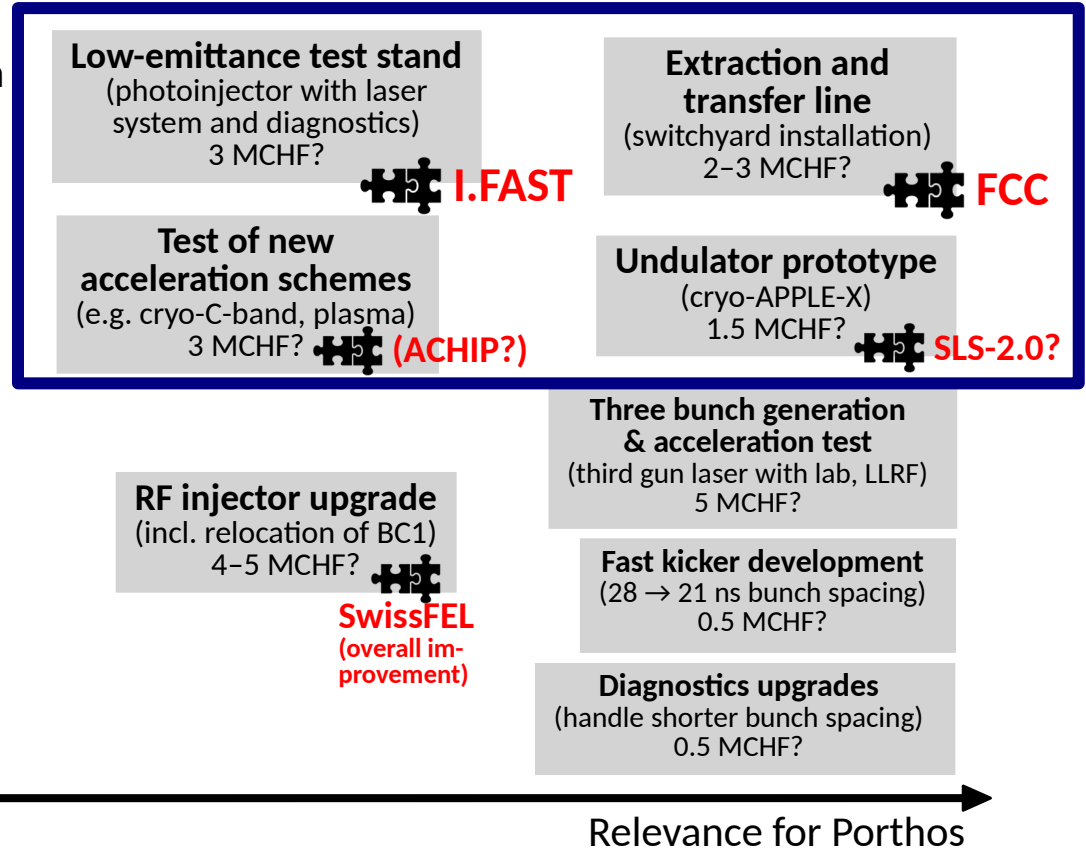 Low-emittance test stand
(photoinjector with laser
system and diagnostics)
3 MCHF?
I.FAST
Extraction and
transfer line
(switchyard installation)
2–3 MCHF?
FCC
Test of new
acceleration schemes
(e.g. cryo-C-band, plasma)
3 MCHF?
(ACHIP?)
Undulator prototype
(cryo-APPLE-X)
1.5 MCHF?
SLS-2.0?
Three bunch generation
& acceleration test
(third gun laser with lab, LLRF)
5 MCHF?
RF injector upgrade
(incl. relocation of BC1)
4–5 MCHF?
SwissFEL
(overall im-
provement)
Fast kicker development
(28 → 21 ns bunch spacing)
0.5 MCHF?
Diagnostics upgrades
(handle shorter bunch spacing)
0.5 MCHF?
Relevance for Porthos